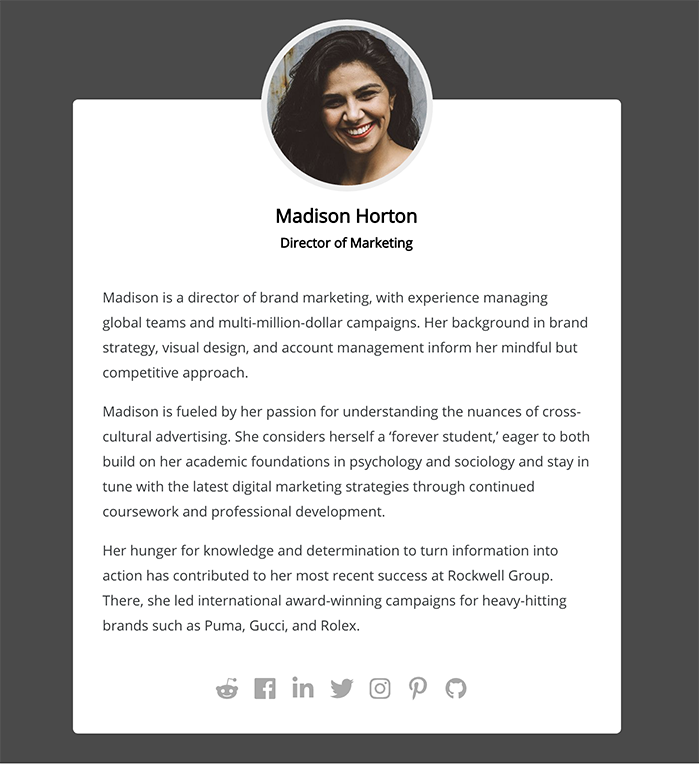 Madison Horton
Director of Marketing
Madison is a director of brand marketing, with experience managing
global teams and multi-million-dollar campaigns. Her background in brand
strategy, visual design, and account management inform her mindful but
competitive approach.
Madison is fueled by her passion for understanding the nuances of cross-
cultural advertising. She considers herself a ‘forever student,’ eager to both
build on her academic foundations in psychology and sociology and stay in
tune with the latest digital marketing strategies through continued
coursework and professional development.
Her hunger for knowledge and determination to turn information into
action has contributed to her most recent success at Rockwell Group.
There, she led international award-winning campaigns for heavy-hitting
brands such as Puma, Gucci, and Rolex.